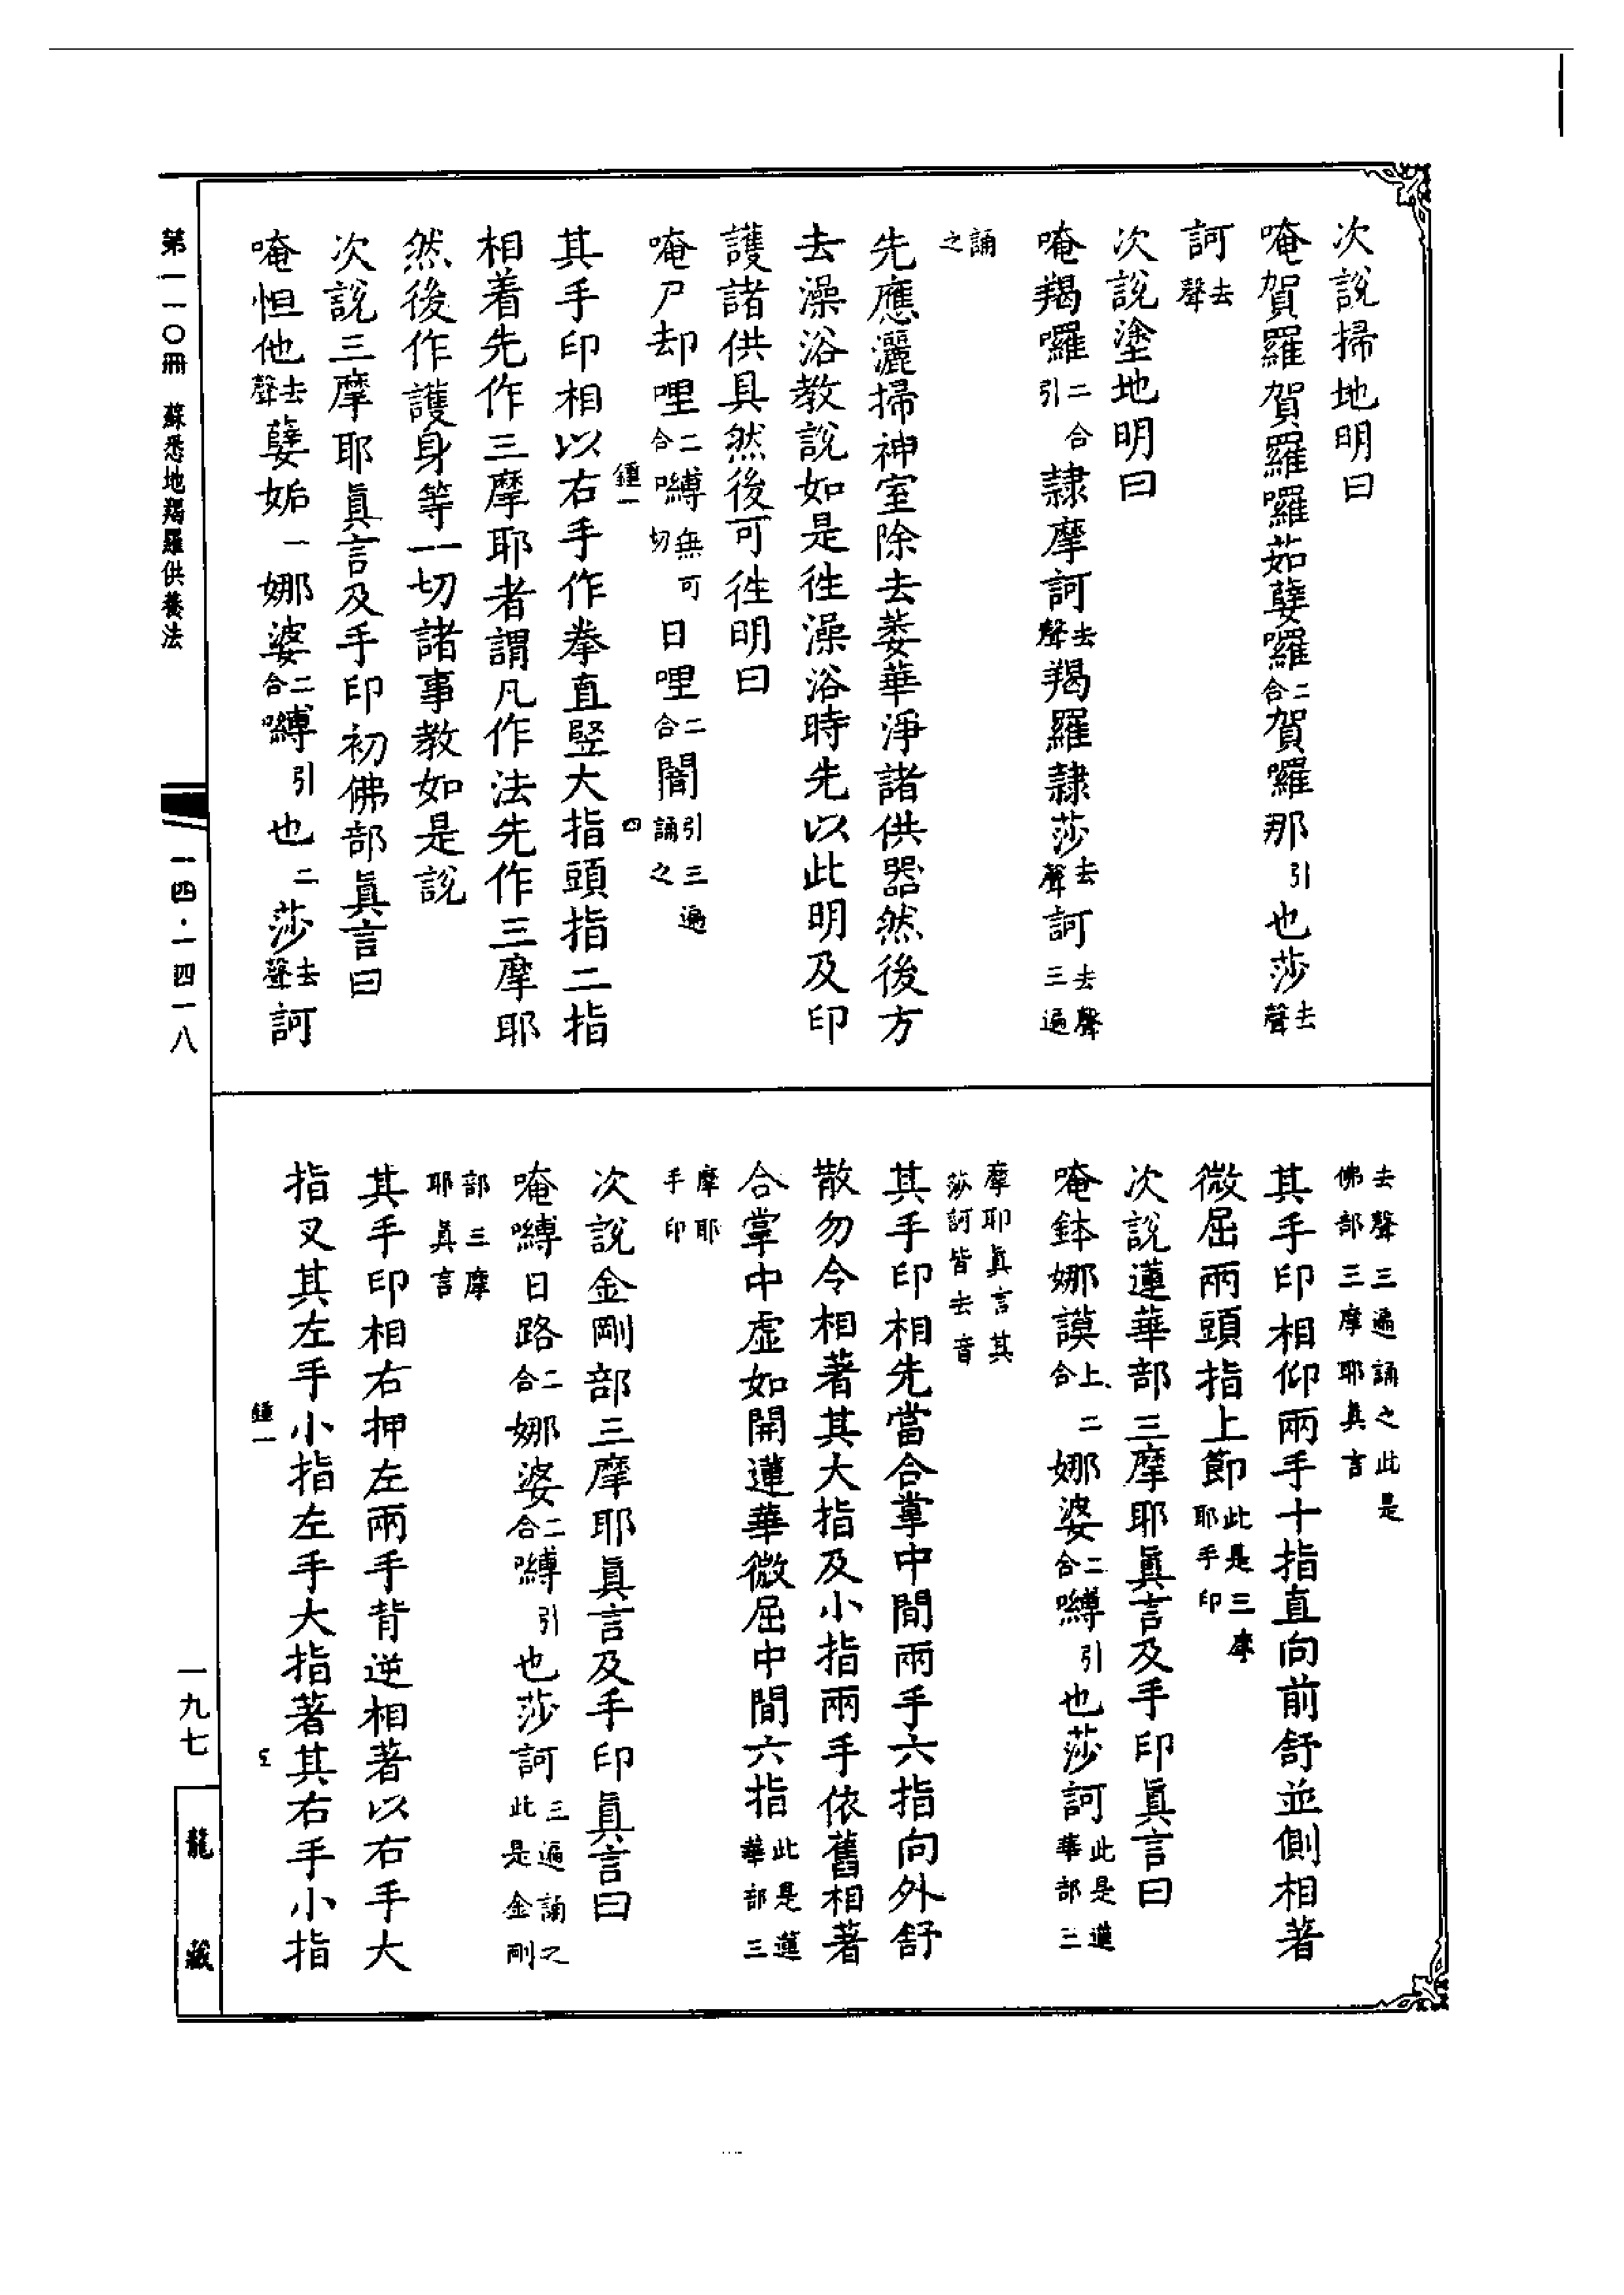 次說掃地明曰
唵賀羅賀羅囉茹孽囉二合賀囉那引也莎去聲
訶去聲
次說塗地明曰
唵羯囉二合引隷摩訶去聲羯羅隷莎去聲訶去聲三遍
誦之
先應灑掃神室除去萎華淨諸供器然後方
去澡浴教說如是徃澡浴時先以此明及印
護諸供具然後可徃明曰
唵尸却哩二合嚩無可切日哩二合闇引三遍誦之
鍾一 四
其手印相以右手作拳直竪大指頭指二指
相着先作三摩耶者謂凡作法先作三摩耶
然後作護身等一切諸事教如是說
次說三摩耶眞言及手印初佛部眞言曰
唵怛他去聲孽妬一娜婆二合嚩引也二莎去聲訶
去聲三遍誦之此是佛部三摩耶眞言
其手印相仰兩手十指直向前舒並側相著
微屈兩頭指上節此是三摩耶手印
次說蓮華部三摩耶眞言及手印眞言曰
唵鉢娜謨上二合娜婆二合嚩引也莎訶此是蓮華部三
摩耶眞言其莎訶皆去音
其手印相先當合掌中間兩手六指向外舒
散勿令相著其大指及小指兩手依舊相著
合掌中虛如開蓮華微屈中間六指此是蓮華部三
摩耶手印
次說金剛部三摩耶眞言及手印眞言曰
唵嚩日路二合娜婆二合嚩引也莎訶三遍誦之此是金剛
部三摩耶眞言
其手印相右押左兩手背逆相著以右手大
指叉其左手小指左手大指著其右手小指
鍾一 五
第一一〇冊 蘇悉地羯羅供養法
一四·一四一八
一九七
龍藏